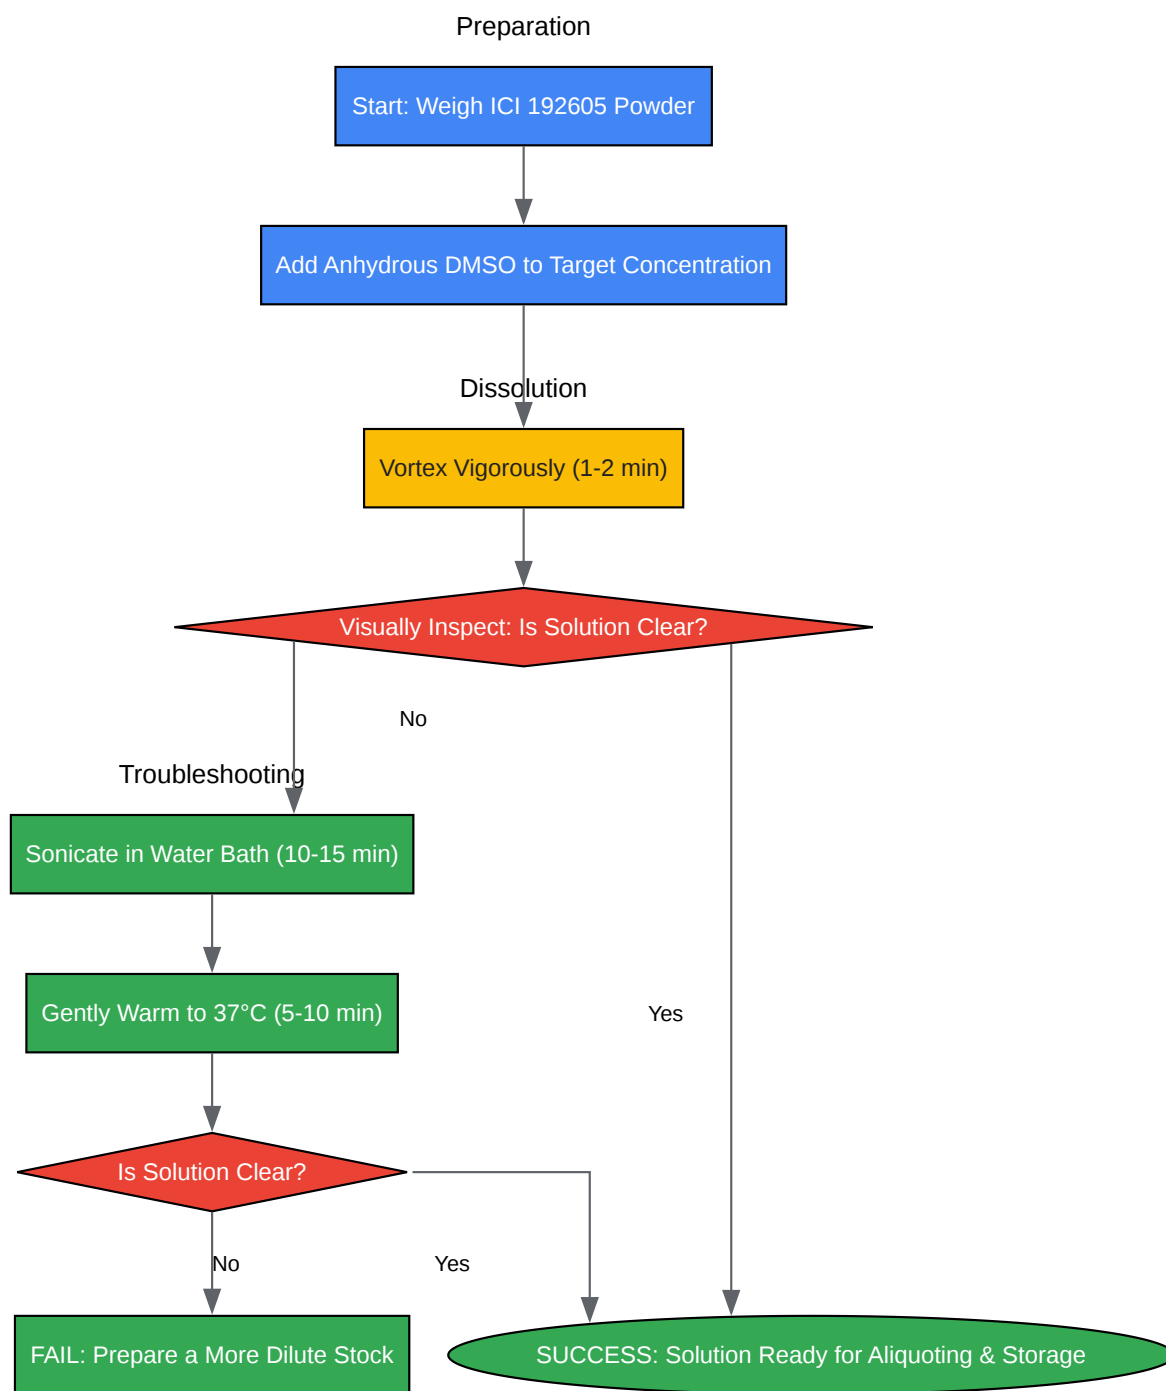 Preparation
Start: Weigh ICI 192605 Powder
Add Anhydrous DMSO to Target Concentration
Dissolution
Vortex Vigorously (1-2 min)
Visually Inspect: Is Solution Clear?
No
Troubleshooting
Sonicate in Water Bath (10-15 min)
Gently Warm to 37°C (5-10 min)
Yes
Is Solution Clear?
No
Yes
FAIL: Prepare a More Dilute Stock
SUCCESS: Solution Ready for Aliquoting & Storage